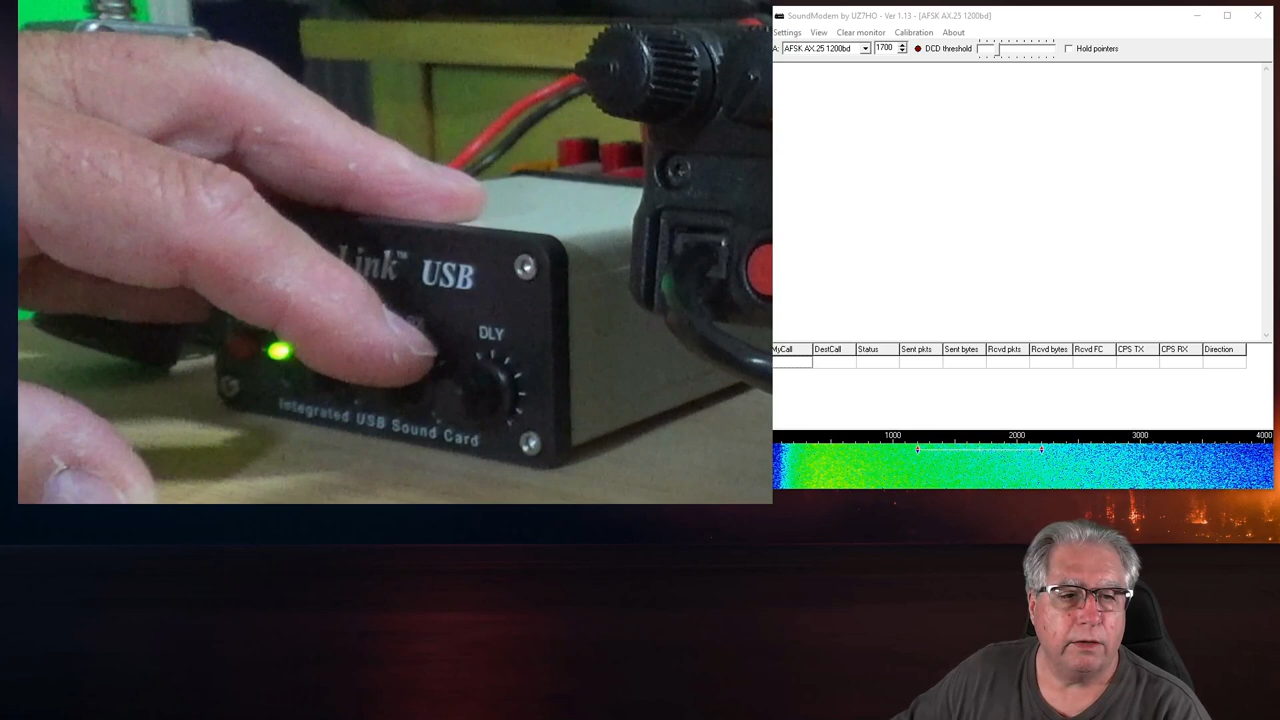 Link™ USB
DLY
Integrated USB Sound Card
SoundModem by UZ7HO - Ver 1.13 - [AFSK AX.25 1200bd]
Settings View Clear monitor Calibration About
A: AFSK AX.25 1200bd 1700 DCD threshold Hold pointers
MyCall DestCall Status Sent pkts Sent bytes Rcvd pkts Rcvd bytes Rcvd FC CPS TX CPS RX Direction
1000 2000 3000 4000